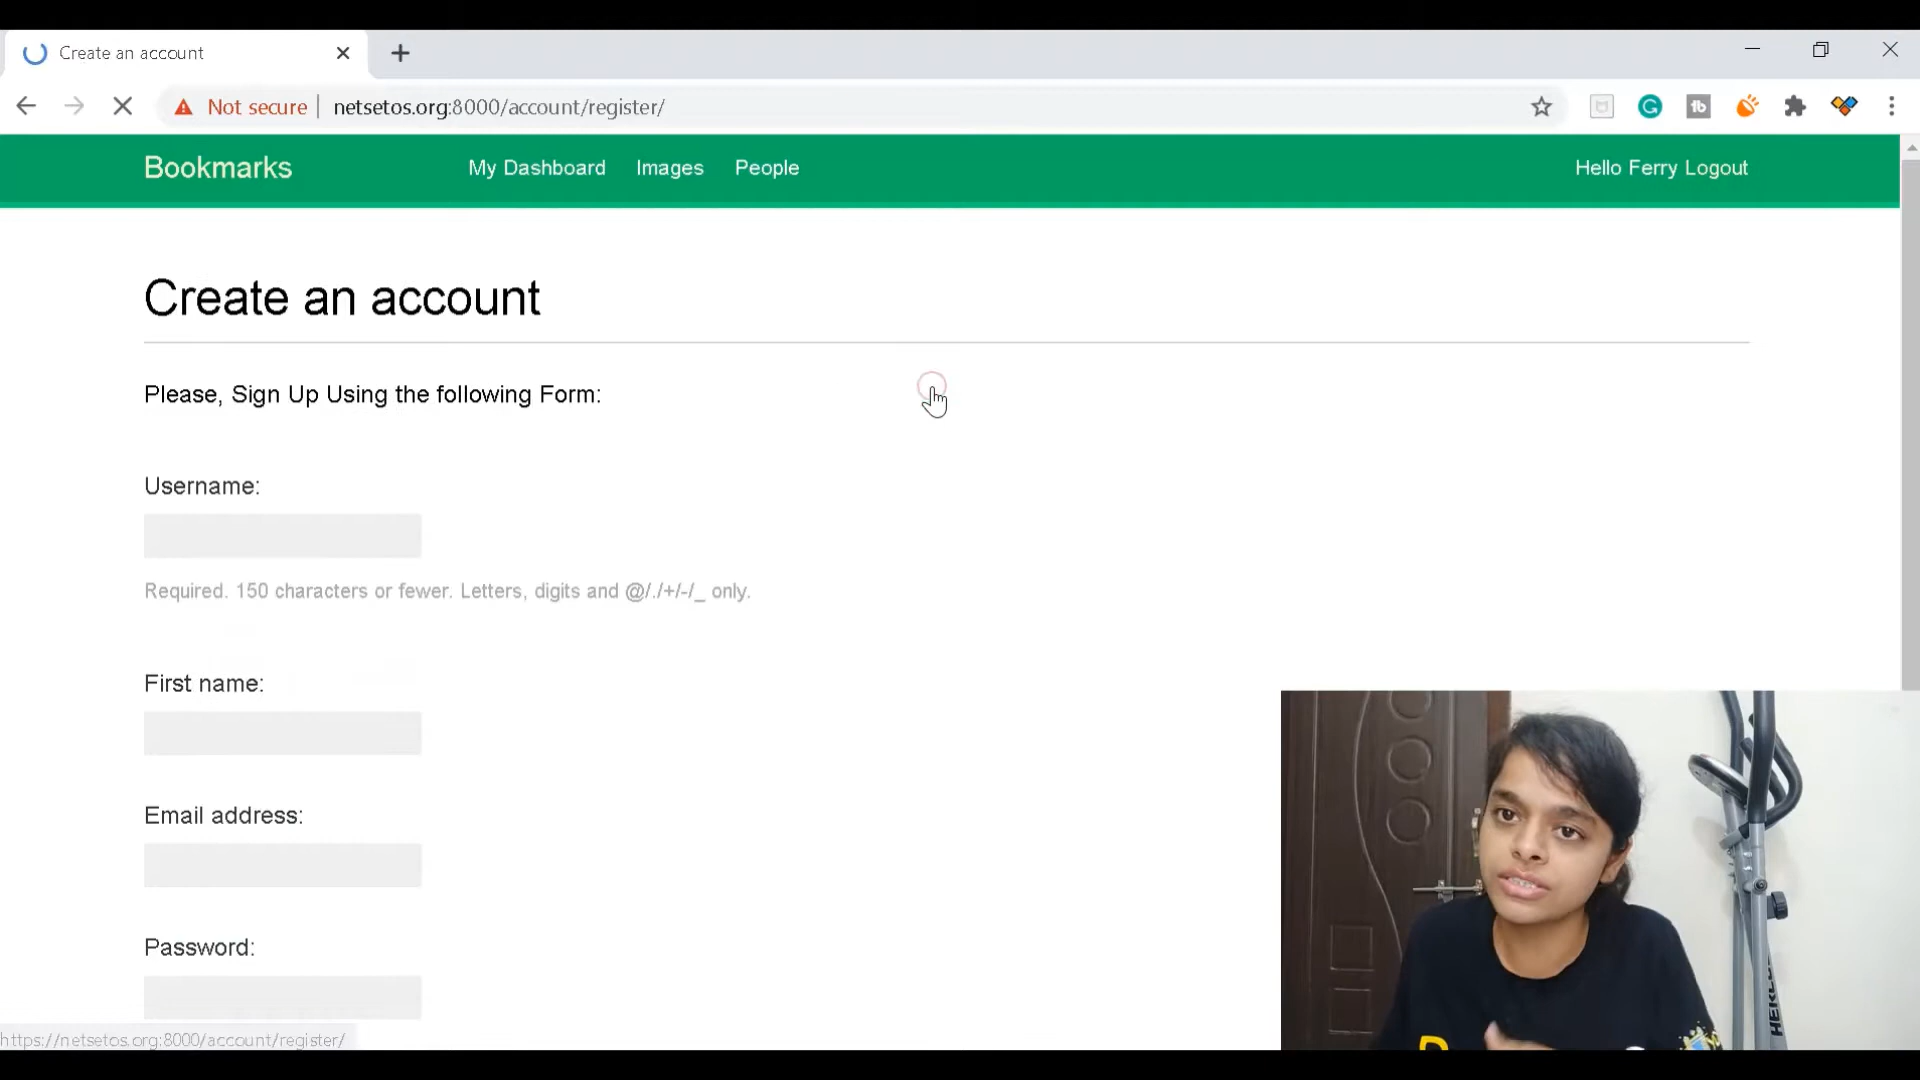 Create an account
Not secure netsetos.org:8000/account/register/
Bookmarks My Dashboard Images People Hello Ferry Logout
Create an account
Please, Sign Up Using the following Form:
Username:
Required. 150 characters or fewer. Letters, digits and @/./+/-/_ only.
First name:
Email address:
Password:
https://netsetos.org:8000/account/register/